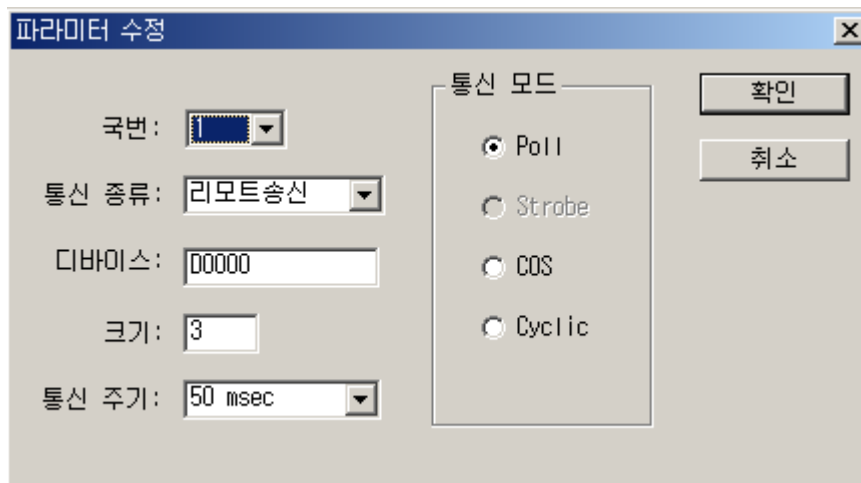 파라미터 수정
국번: 1
통신 종류: 리모트송신
디바이스: D0000
크기: 3
통신 주기: 50 msec
통신 모드
Poll
Strobe
COS
Cyclic
확인
취소